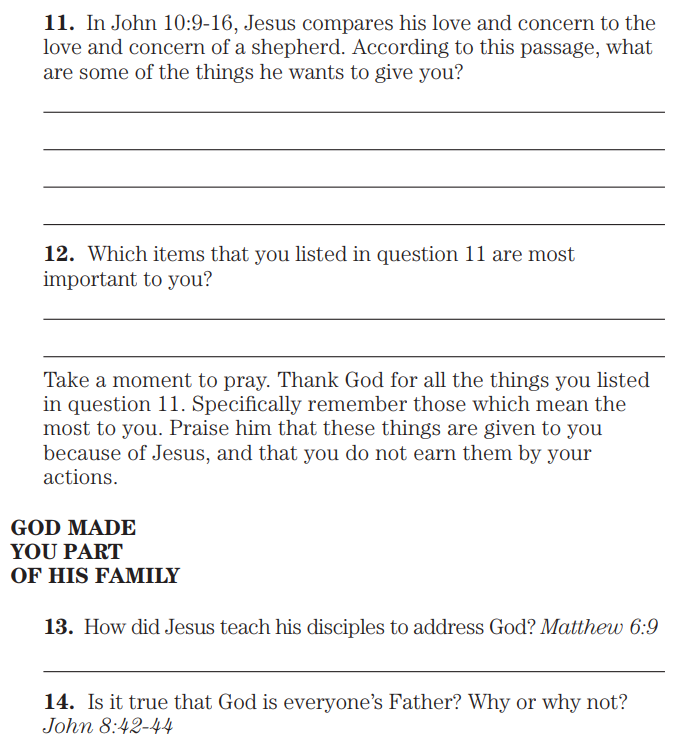 11. In John 10:9-16, Jesus compares his love and concern to the
love and concern of a shepherd. According to this passage, what
are some of the things he wants to give you?
12. Which items that you listed in question 11 are most
important to you?
Take a moment to pray. Thank God for all the things you listed
in question 11. Specifically remember those which mean the
most to you. Praise him that these things are given to you
because of Jesus, and that you do not earn them by your
actions.
GOD MADE
YOU PART
OF HIS FAMILY
13. How did Jesus teach his disciples to address God? Matthew 6:9
14. Is it true that God is everyone’s Father? Why or why not?
John 8:42-44